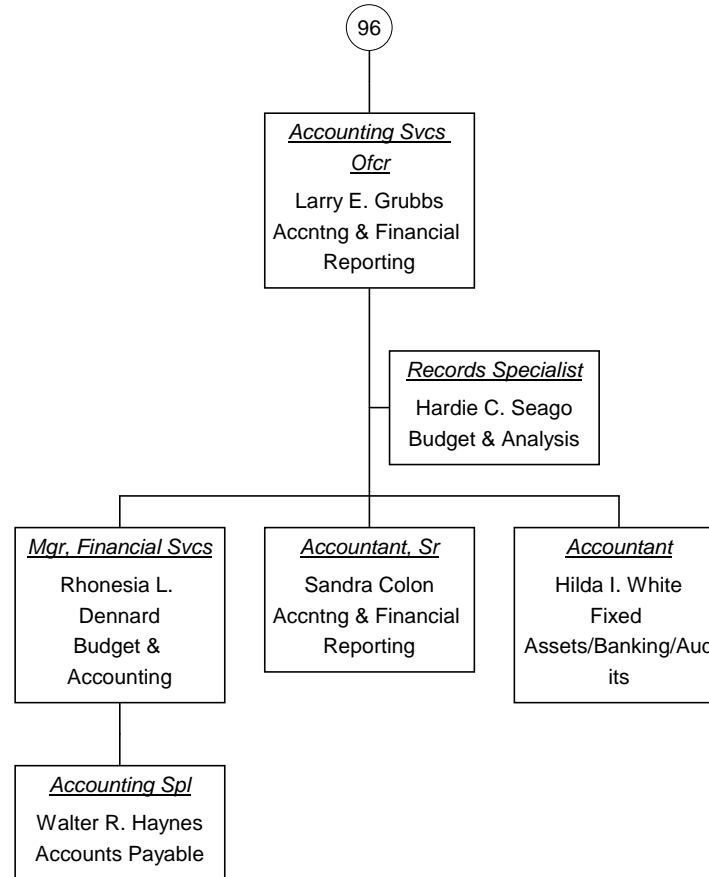 96
Accounting Svcs
Ofcr
Larry E. Grubbs
Accntng & Financial
Reporting
Records Specialist
Hardie C. Seago
Budget & Analysis
Mgr, Financial Svcs
Rhonesia L.
Dennard
Budget &
Accounting
Accountant, Sr
Sandra Colon
Accntng & Financial
Reporting
Accountant
Hilda I. White
Fixed
Assets/Banking/Aud
its
Accounting Spl
Walter R. Haynes
Accounts Payable